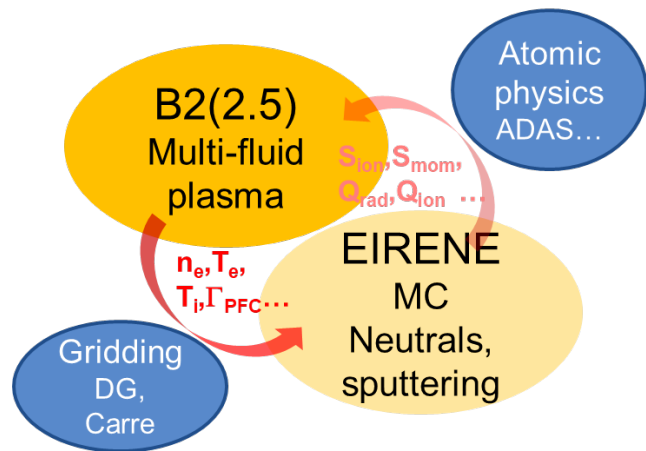 Atomic
physics
ADAS…
B2(2.5)
Multi-fluid
plasma
S_ion,S_mom,
Q_rad,Q_Ion …
n_e,T_e,
T_i,Γ_PFC…
EIRENE
MC
Neutrals,
sputtering
Gridding
DG,
Carre